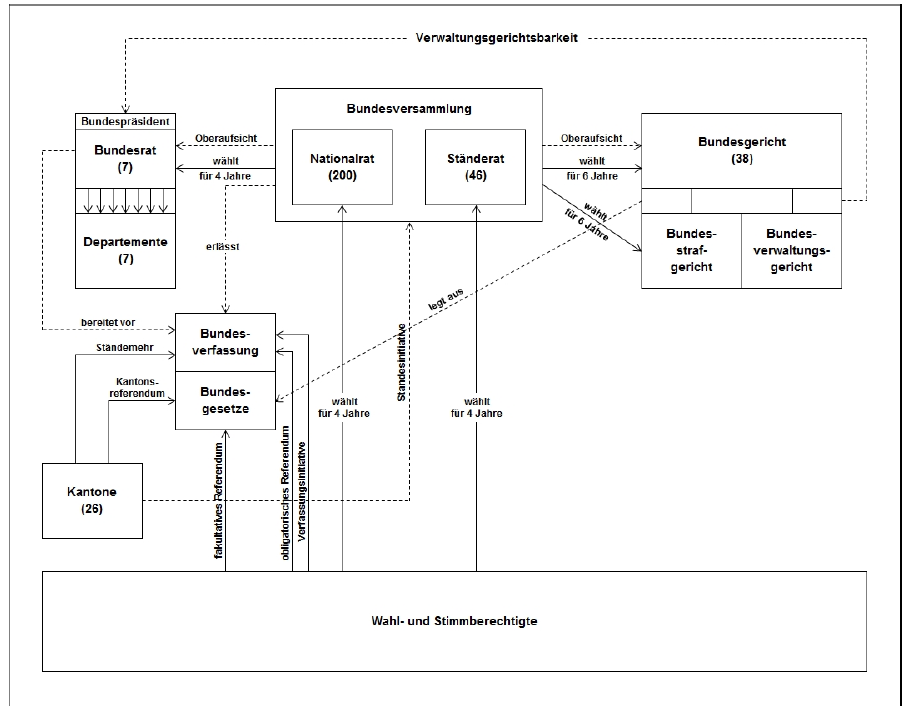 Verwaltungsgerichtsbarkeit
Bundespräsident
Bundesrat
(7)
Departemente
(7)
Oberaufsicht
wählt
für 4 Jahre
Bundesversammlung
Nationalrat
(200)
Ständerat
(46)
Oberaufsicht
wählt
für 6 Jahre
wählt
für 6 Jahre
Bundesgericht
(38)
Bundes-
straf-
gericht
Bundes-
verwaltungs-
gericht
erlässt
legt aus
bereitet vor
Ständemehr
Kantons-
referendum
Bundes-
verfassung
Bundes-
gesetze
Kantone
(26)
fakultatives Referendum
obligatorisches Referendum
Verfassungsinitiative
wählt
für 4 Jahre
Standesinitiative
wählt
für 4 Jahre
Wahl- und Stimmberechtigte